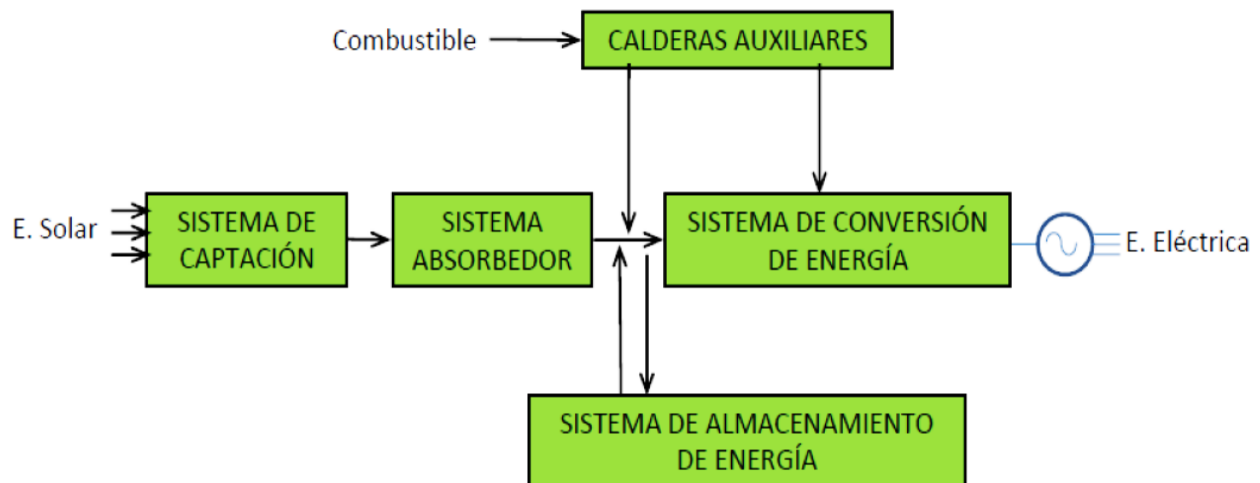 Combustible
CALDERAS AUXILIARES
E. Solar
SISTEMA DE
CAPTACIÓN
SISTEMA
ABSORBEDOR
SISTEMA DE CONVERSIÓN
DE ENERGÍA
E. Eléctrica
SISTEMA DE ALMACENAMIENTO
DE ENERGÍA